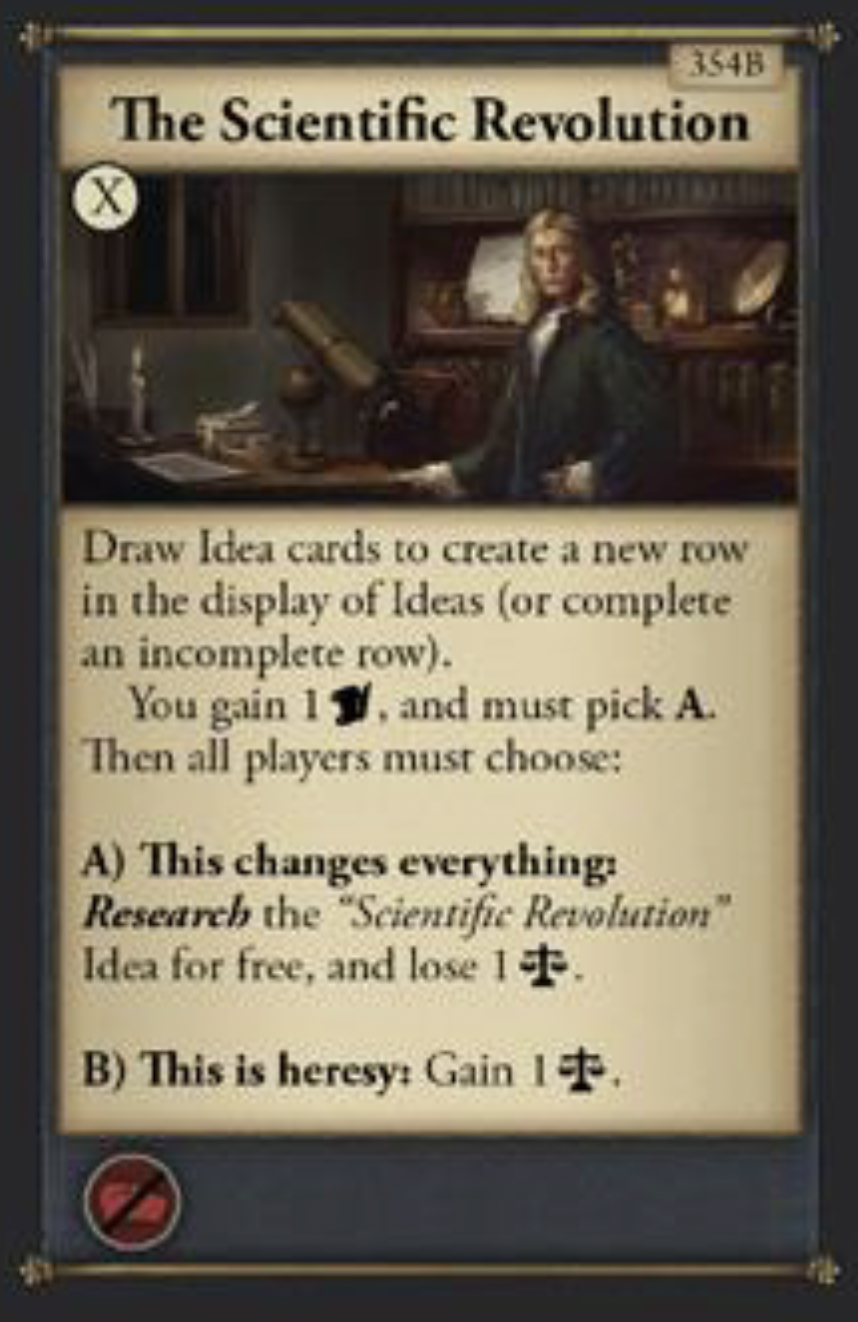 354B
The Scientific Revolution
X
Draw Idea cards to create a new row
in the display of Ideas (or complete
an incomplete row).
You gain 1 , and must pick A.
Then all players must choose:
A) This changes everything:
Research the “Scientific Revolution”
Idea for free, and lose 1 .
B) This is heresy: Gain 1 .